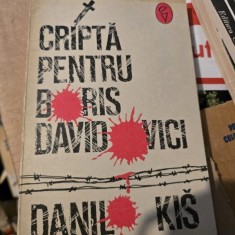 CRIPTĂ
PENTRU
BORIS
DAVIDOVICI
DANILO KIŠ